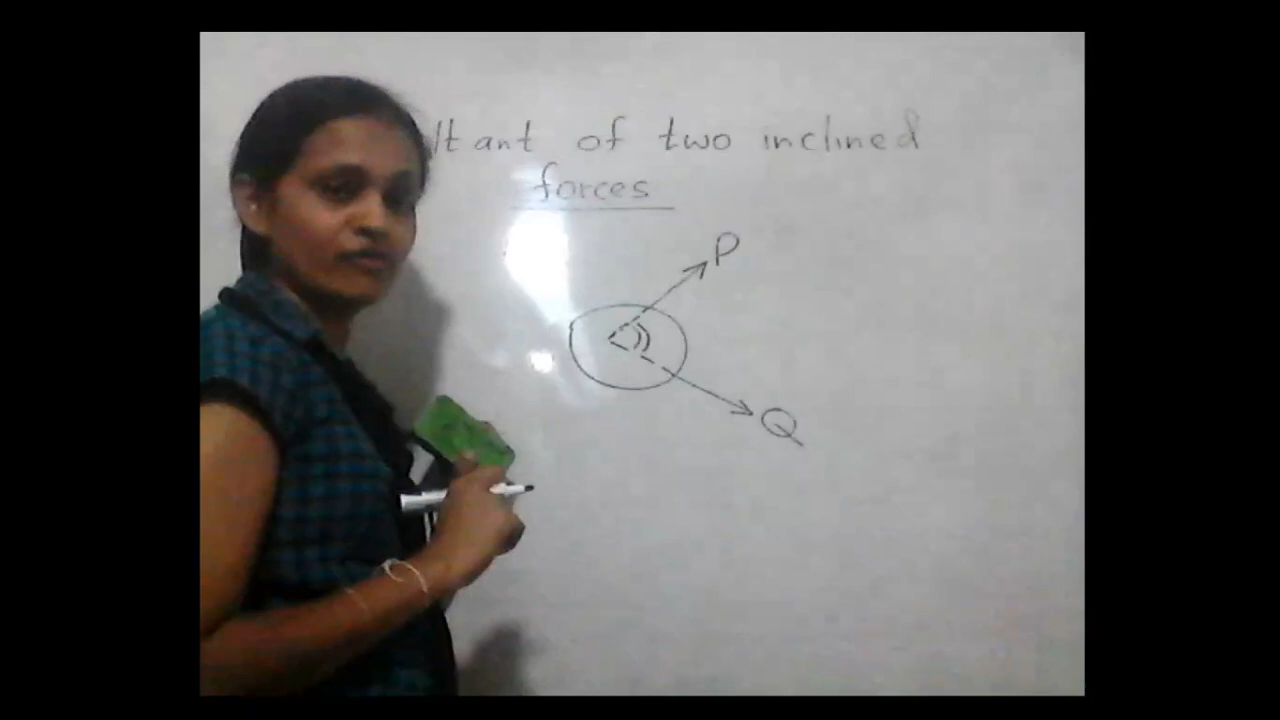 ltant of two inclined
forces
P
Q